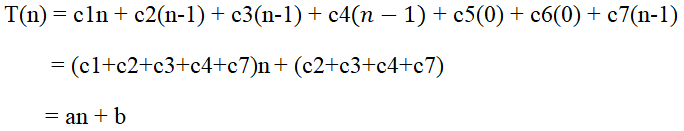 T(n) = c1n + c2(n-1) + c3(n-1) + c4(n − 1) + c5(0) + c6(0) + c7(n-1)
= (c1+c2+c3+c4+c7)n + (c2+c3+c4+c7)
= an + b